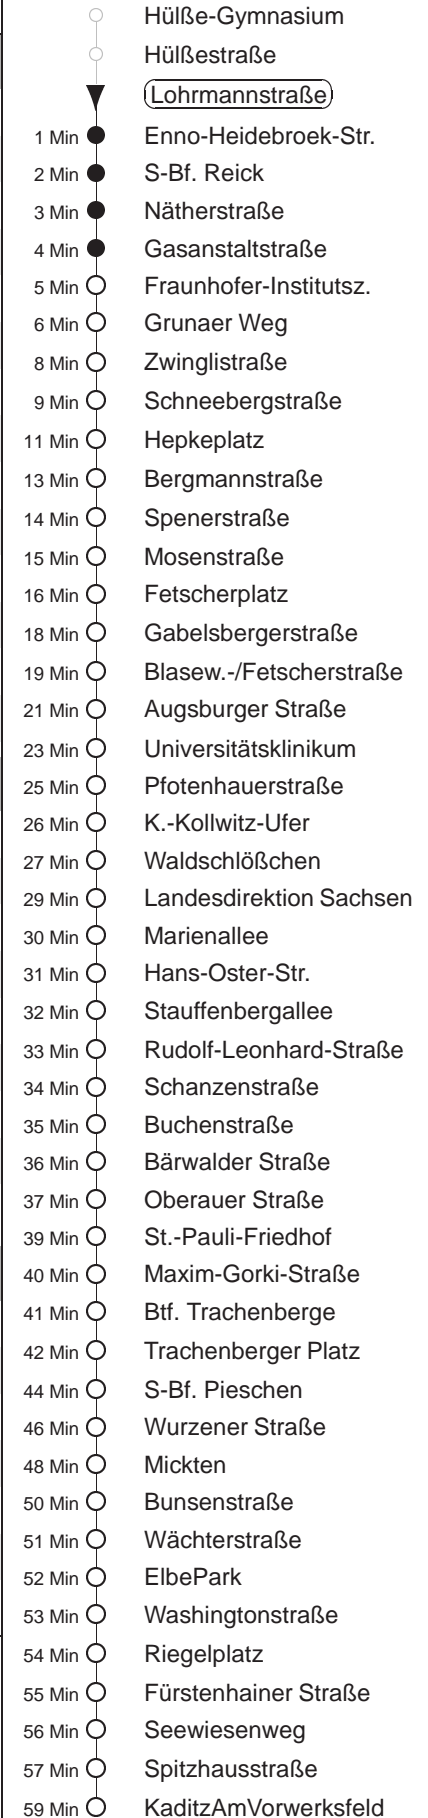 Hülße-Gymnasium
Hülßestraße
Lohrmannstraße
1 Min Enno-Heidebroek-Str.
2 Min S-Bf. Reick
3 Min Nätherstraße
4 Min Gasanstaltstraße
5 Min Fraunhofer-Institutsz.
6 Min Grunaer Weg
8 Min Zwinglistraße
9 Min Schneebergstraße
11 Min Hepkeplatz
13 Min Bergmannstraße
14 Min Spenerstraße
15 Min Mosenstraße
16 Min Fetscherplatz
18 Min Gabelsbergerstraße
19 Min Blasew.-/Fetscherstraße
21 Min Augsburger Straße
23 Min Universitätsklinikum
25 Min Pfotenhauerstraße
26 Min K.-Kollwitz-Ufer
27 Min Waldschlößchen
29 Min Landesdirektion Sachsen
30 Min Marienallee
31 Min Hans-Oster-Str.
32 Min Stauffenbergallee
33 Min Rudolf-Leonhard-Straße
34 Min Schanzenstraße
35 Min Buchenstraße
36 Min Bärwalder Straße
37 Min Oberauer Straße
39 Min St.-Pauli-Friedhof
40 Min Maxim-Gorki-Straße
41 Min Btf. Trachenberge
42 Min Trachenberger Platz
44 Min S-Bf. Pieschen
46 Min Wurzener Straße
48 Min Mickten
50 Min Bunsenstraße
51 Min Wächterstraße
52 Min ElbePark
53 Min Washingtonstraße
54 Min Riegelplatz
55 Min Fürstenhainer Straße
56 Min Seewiesenweg
57 Min Spitzhausstraße
59 Min KaditzAmVorwerksfeld